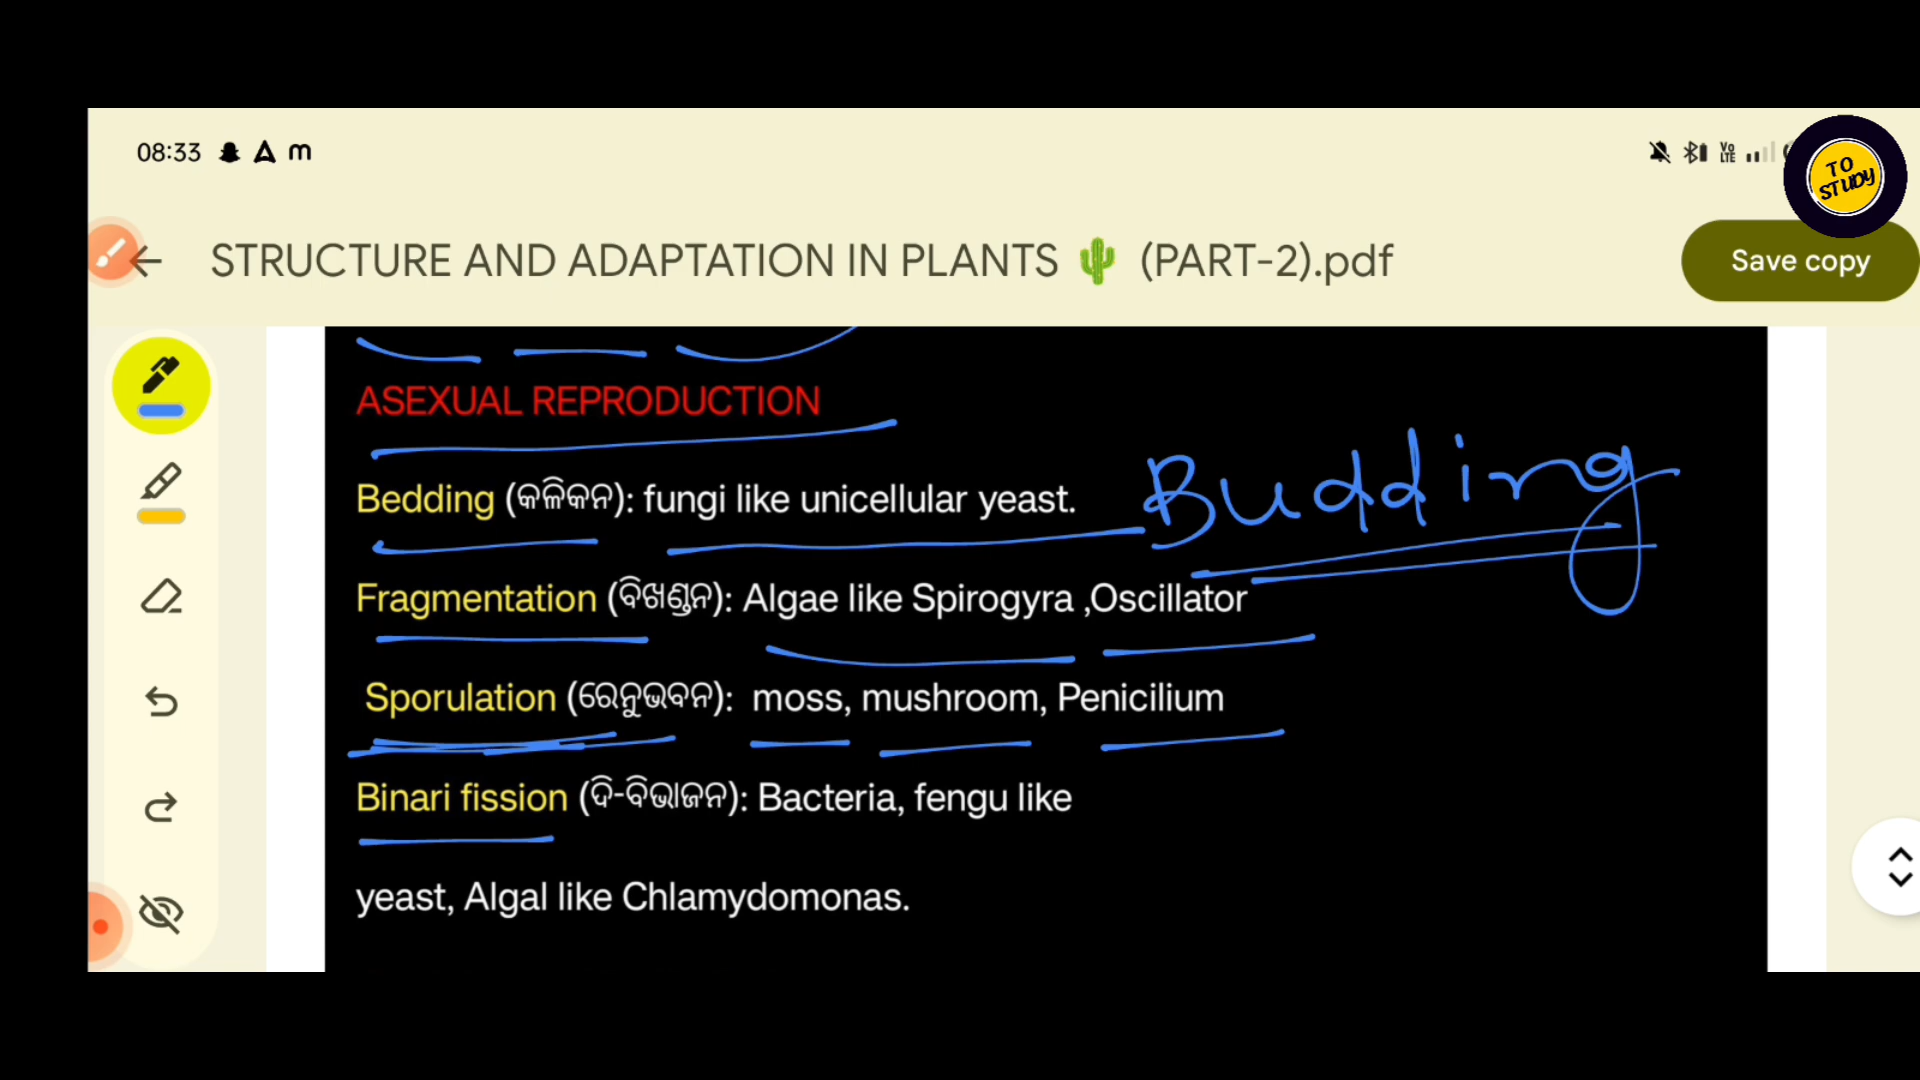 08:33
Vo LTE
TO STUDY
STRUCTURE AND ADAPTATION IN PLANTS 🌵 (PART-2).pdf
Save copy
ASEXUAL REPRODUCTION
Bedding (କଳିକନ): fungi like unicellular yeast.
Budding
Fragmentation (ବିଖଣ୍ଡନ): Algae like Spirogyra ,Oscillator
Sporulation (ରେନୁଭବନ): moss, mushroom, Penicilium
Binari fission (ଦି-ବିଭାଜନ): Bacteria, fengu like
yeast, Algal like Chlamydomonas.